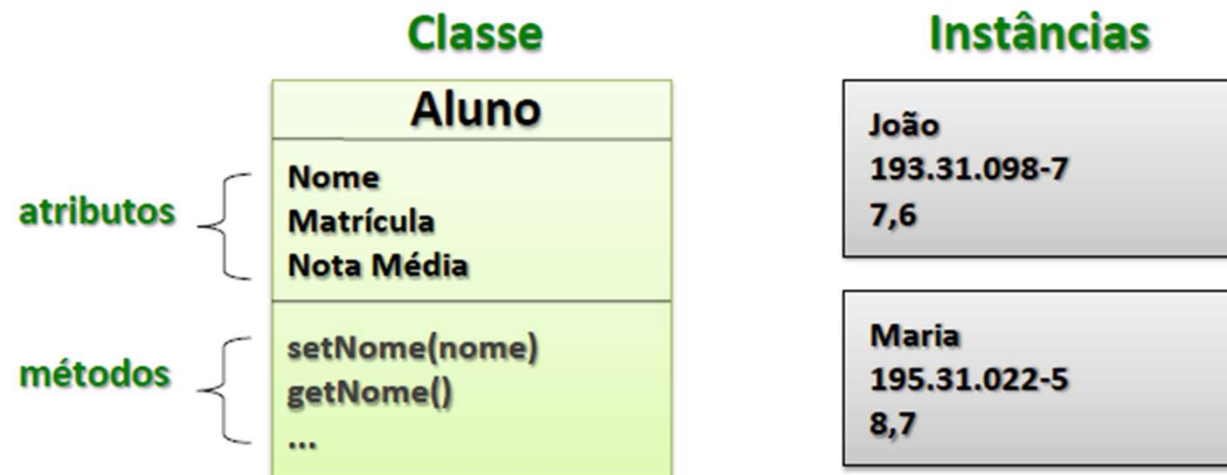 Classe
Aluno
atributos
Nome
Matrícula
Nota Média
métodos
setNome(nome)
getNome()
...
Instâncias
João
193.31.098-7
7,6
Maria
195.31.022-5
8,7